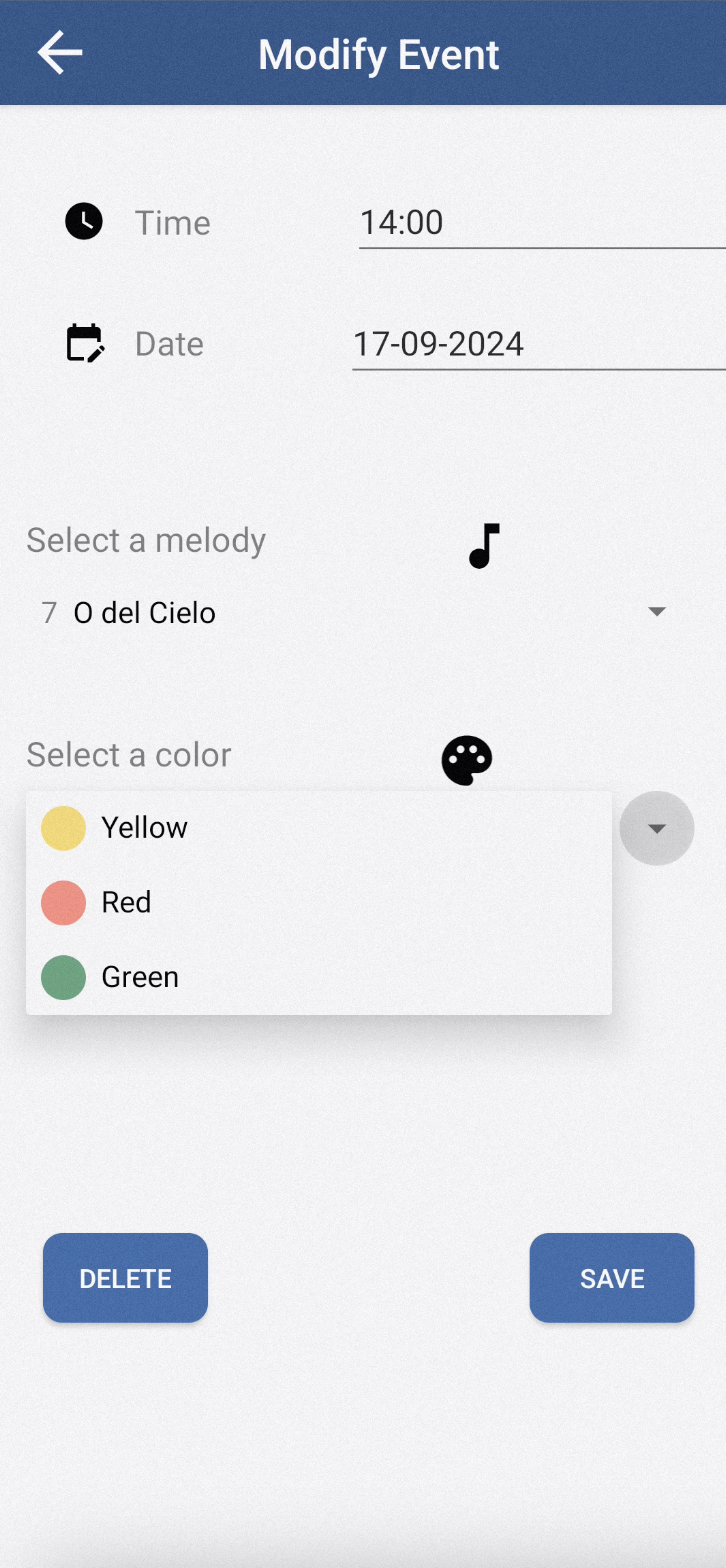 Modify Event
Time 14:00
Date 17-09-2024
Select a melody
7 O del Cielo
Select a color
Yellow
Red
Green
DELETE SAVE